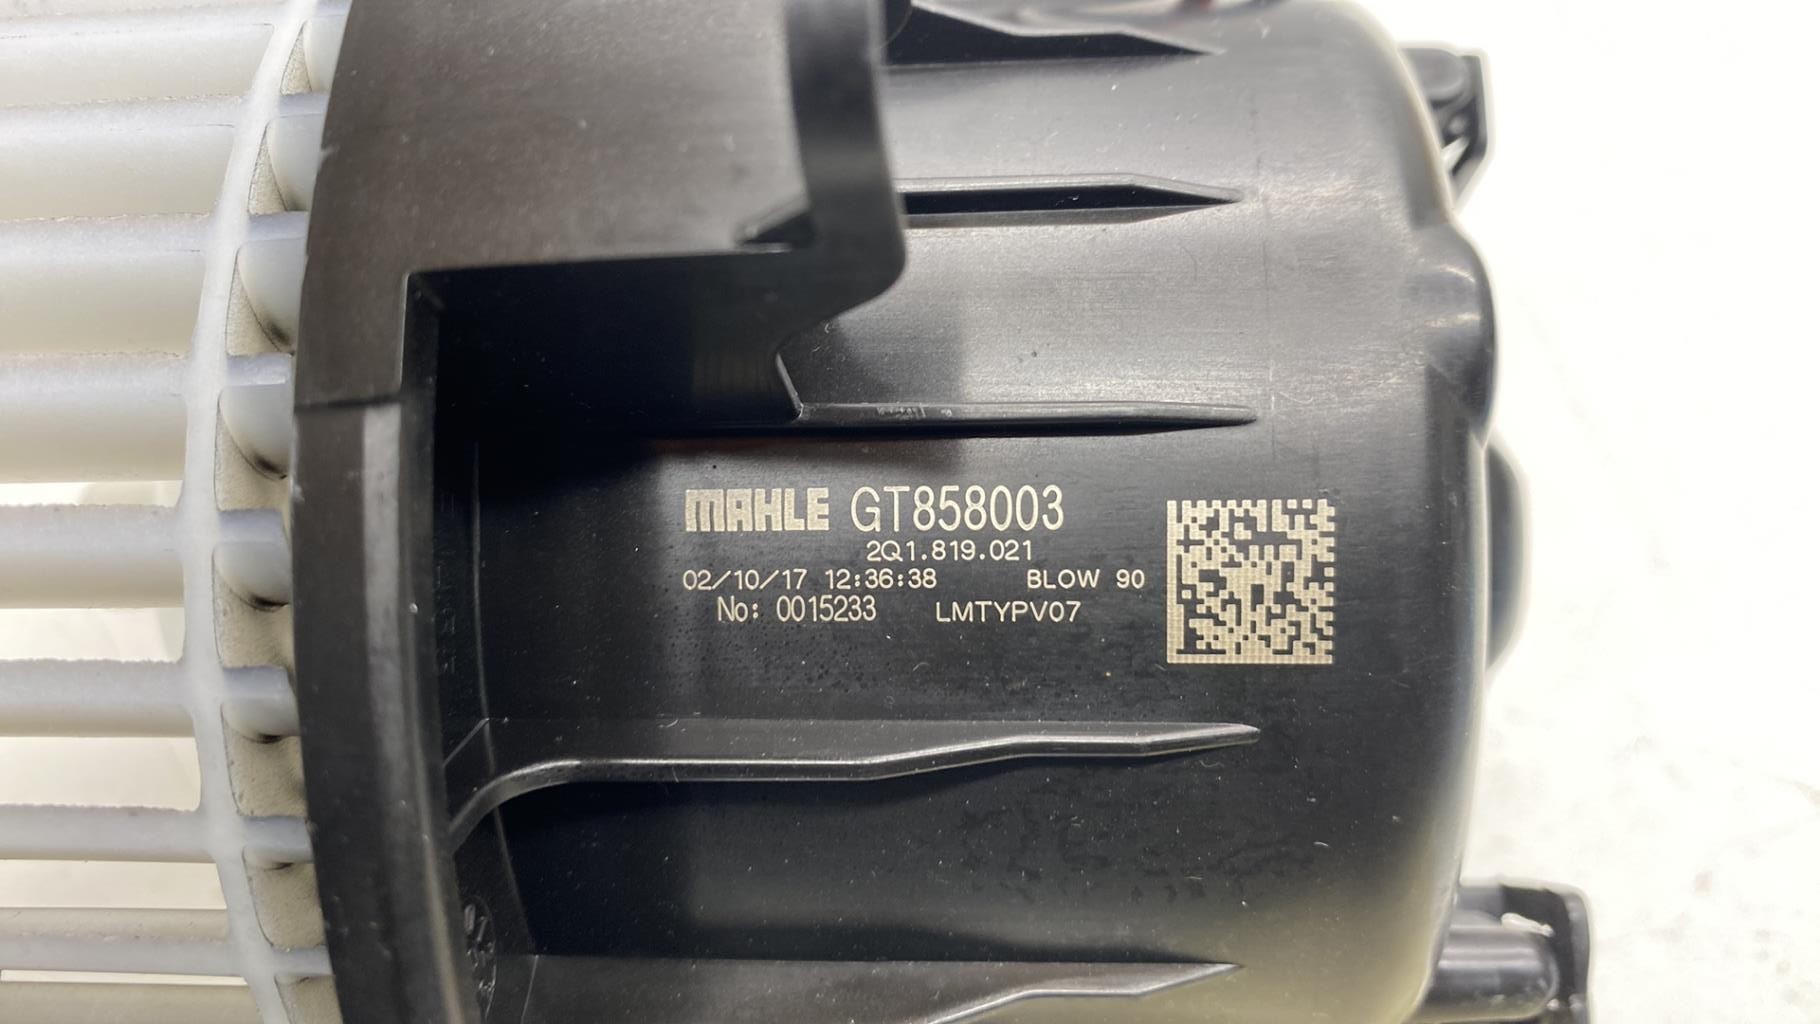 MAHLE GT858003
2Q1.819.021
02/10/17 12:36:38 BLOW 90
No: 0015233 LMTYPV07